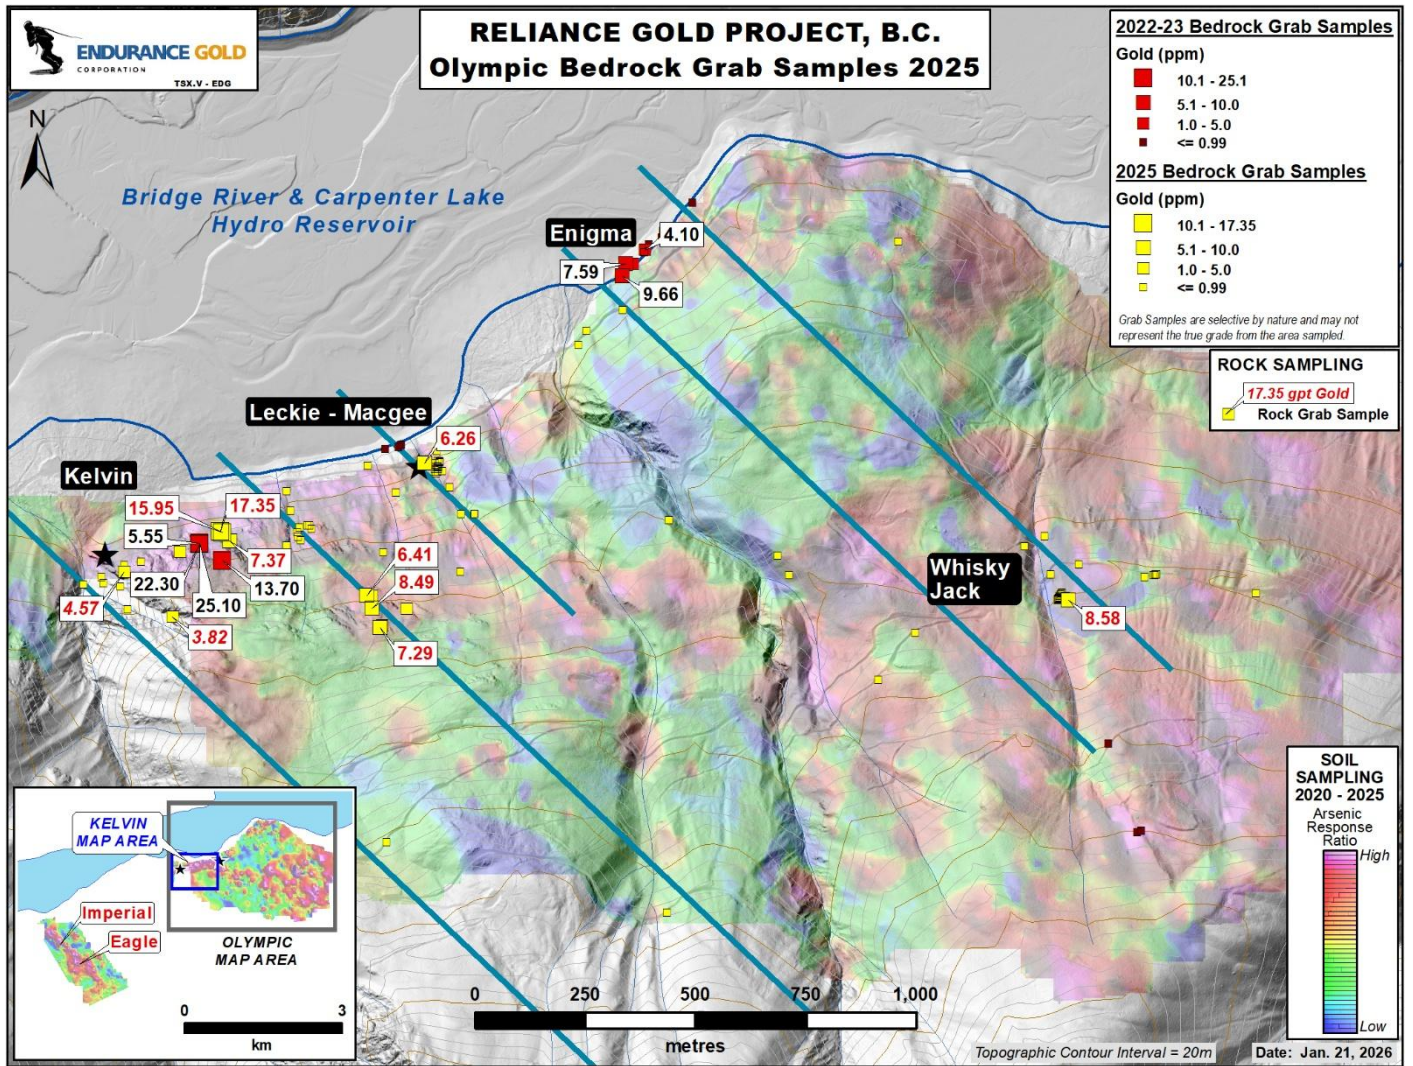 ENDURANCE GOLD
CORPORATION
TSX.V - EDG
RELIANCE GOLD PROJECT, B.C.
Olympic Bedrock Grab Samples 2025
2022-23 Bedrock Grab Samples
Gold (ppm)
10.1 - 25.1
5.1 - 10.0
1.0 - 5.0
<= 0.99
2025 Bedrock Grab Samples
Gold (ppm)
10.1 - 17.35
5.1 - 10.0
1.0 - 5.0
<= 0.99
Grab Samples are selective by nature and may not
represent the true grade from the area sampled.
ROCK SAMPLING
17.35 gpt Gold
Rock Grab Sample
N
Bridge River & Carpenter Lake
Hydro Reservoir
Enigma
4.10
7.59
9.66
Leckie - Macgee
6.26
Kelvin
15.95
17.35
5.55
7.37
22.30
13.70
25.10
4.57
3.82
6.41
8.49
7.29
Whisky
Jack
8.58
KELVIN
MAP AREA
Imperial
Eagle
OLYMPIC
MAP AREA
0
3
km
0
250
500
750
1,000
metres
SOIL
SAMPLING
2020 - 2025
Arsenic
Response
Ratio
High
Low
Topographic Contour Interval = 20m
Date: Jan. 21, 2026